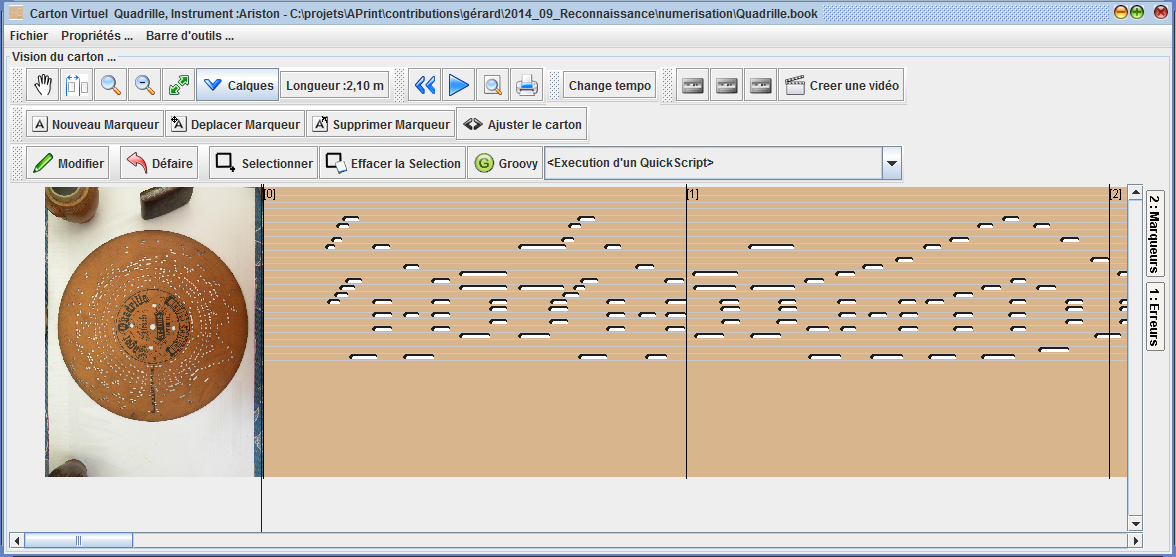 Carton Virtuel Quadrille, Instrument :Ariston - C:\projets\APrint\contributions\gérard\2014_09_Reconnaissance\numerisation\Quadrille.book
Fichier Propriétés ... Barre d'outils ...
Vision du carton ...
Calques Longueur :2,10 m Change tempo Creer une vidéo
A Nouveau Marqueur Deplacer Marqueur Supprimer Marqueur Ajuster le carton
Modifier Défaire Selectionner Effacer la Selection G Groovy <Execution d'un QuickScript>
[0] [1] [2]
2 : Marqueurs
1 : Erreurs
Quadrille